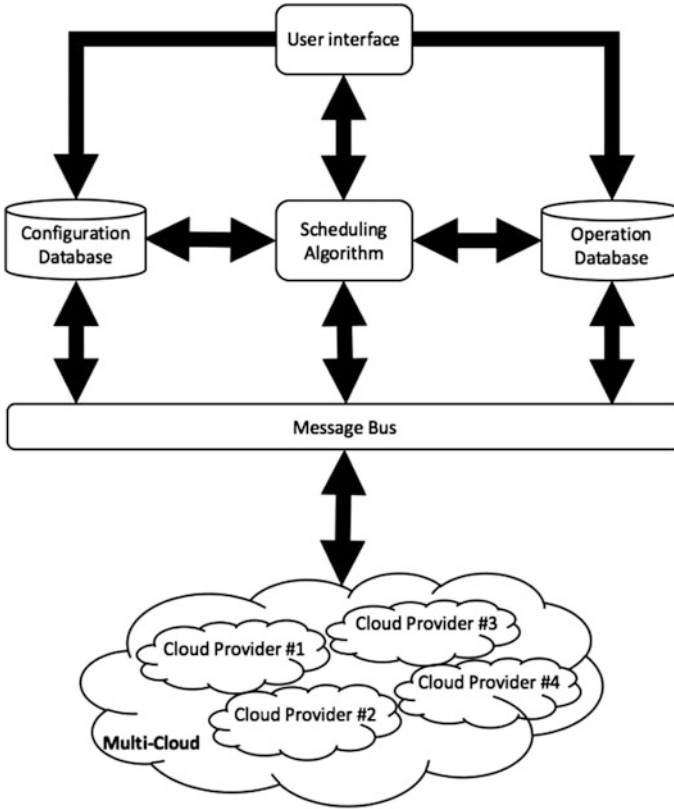 User interface
Configuration
Database
Scheduling
Algorithm
Operation
Database
Message Bus
Cloud Provider #3
Cloud Provider #1
Cloud Provider #4
Cloud Provider #2
Multi-Cloud